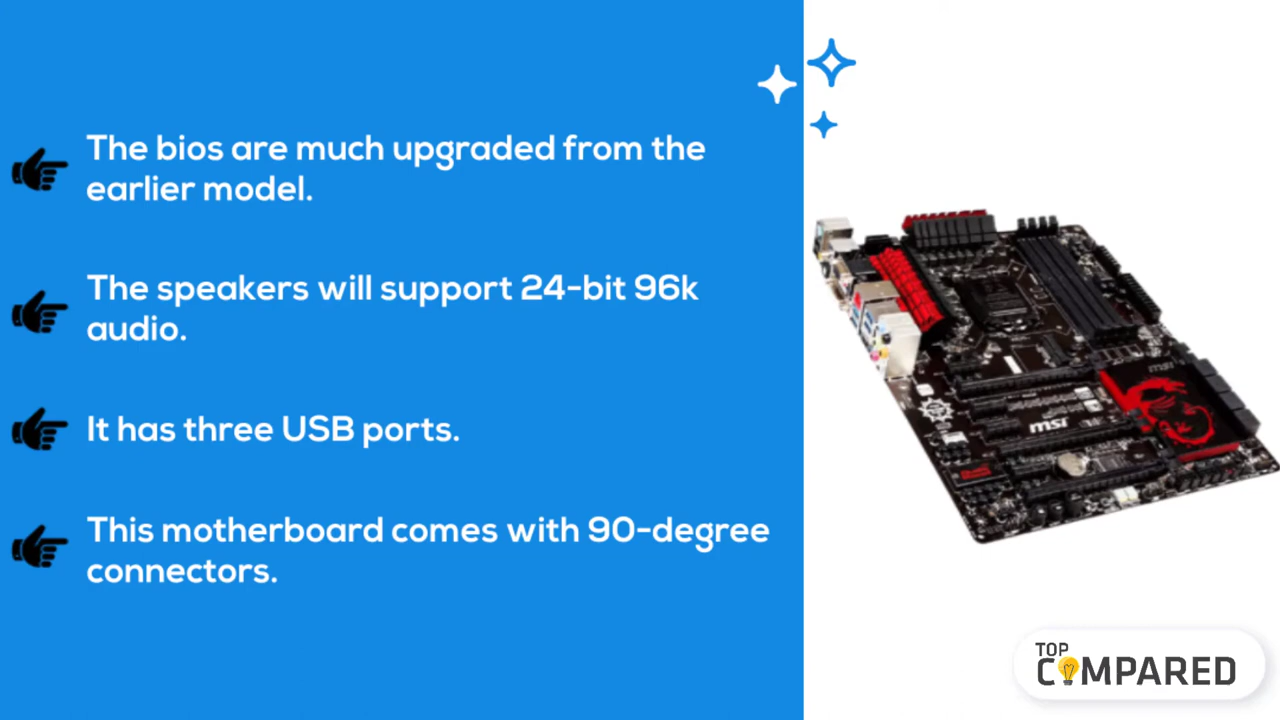 The bios are much upgraded from the
earlier model.
The speakers will support 24-bit 96k
audio.
It has three USB ports.
This motherboard comes with 90-degree
connectors.
msi
TOP
COMPARED